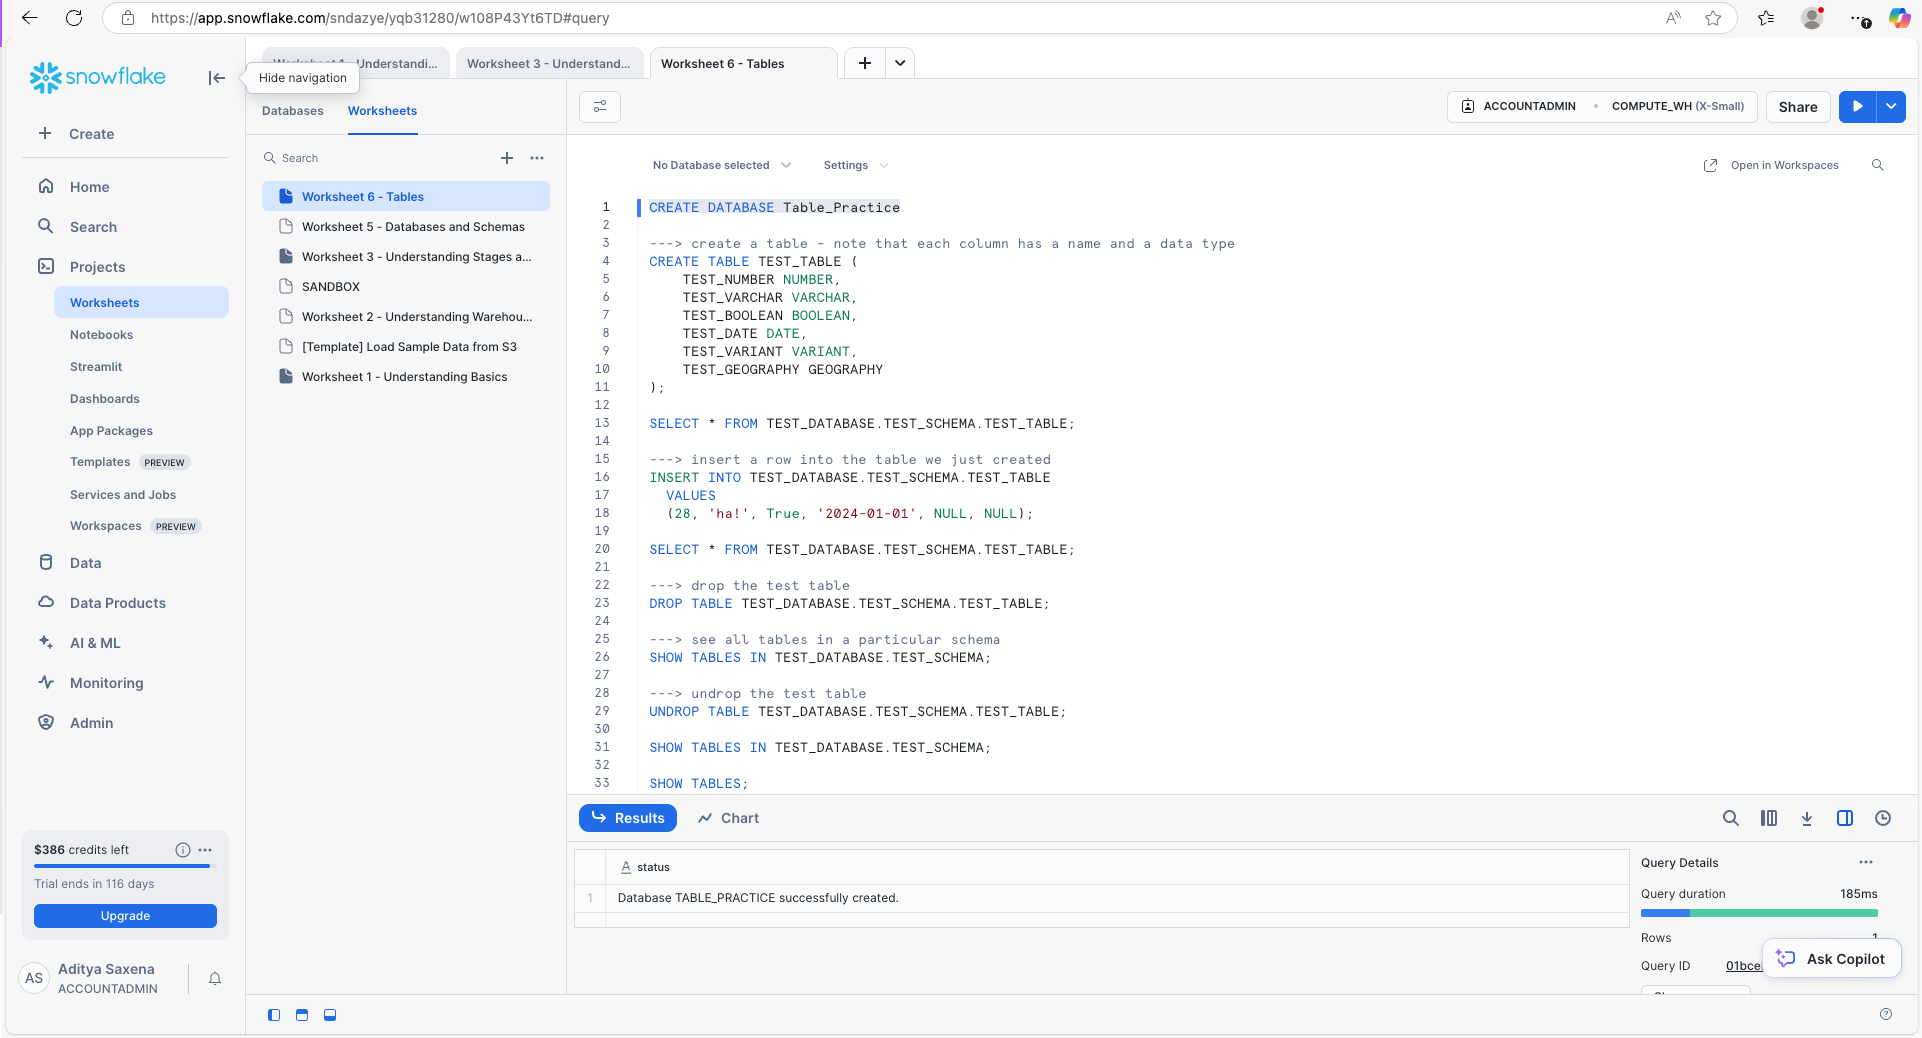 https://app.snowflake.com/sndazye/yqb31280/w108P43Yt6TD#query
snowflake
Hide navigation
Understandi...
Worksheet 3 - Understand...
Worksheet 6 - Tables
Databases
Worksheets
ACCOUNTADMIN
COMPUTE_WH (X-Small)
Share
Create
Home
Search
Projects
Worksheets
Notebooks
Streamlit
Dashboards
App Packages
Templates PREVIEW
Services and Jobs
Workspaces PREVIEW
Data
Data Products
AI & ML
Monitoring
Admin
$386 credits left
Trial ends in 116 days
Upgrade
AS
Aditya Saxena
ACCOUNTADMIN
Search
Worksheet 6 - Tables
Worksheet 5 - Databases and Schemas
Worksheet 3 - Understanding Stages a...
SANDBOX
Worksheet 2 - Understanding Warehou...
[Template] Load Sample Data from S3
Worksheet 1 - Understanding Basics
No Database selected
Settings
Open in Workspaces
1 CREATE DATABASE Table_Practice
2
3 ---> create a table – note that each column has a name and a data type
4 CREATE TABLE TEST_TABLE (
5 TEST_NUMBER NUMBER,
6 TEST_VARCHAR VARCHAR,
7 TEST_BOOLEAN BOOLEAN,
8 TEST_DATE DATE,
9 TEST_VARIANT VARIANT,
10 TEST_GEOGRAPHY GEOGRAPHY
11 );
12
13 SELECT * FROM TEST_DATABASE.TEST_SCHEMA.TEST_TABLE;
14
15 ---> insert a row into the table we just created
16 INSERT INTO TEST_DATABASE.TEST_SCHEMA.TEST_TABLE
17 VALUES
18 (28, 'ha!', True, '2024-01-01', NULL, NULL);
19
20 SELECT * FROM TEST_DATABASE.TEST_SCHEMA.TEST_TABLE;
21
22 ---> drop the test table
23 DROP TABLE TEST_DATABASE.TEST_SCHEMA.TEST_TABLE;
24
25 ---> see all tables in a particular schema
26 SHOW TABLES IN TEST_DATABASE.TEST_SCHEMA;
27
28 ---> undrop the test table
29 UNDROP TABLE TEST_DATABASE.TEST_SCHEMA.TEST_TABLE;
30
31 SHOW TABLES IN TEST_DATABASE.TEST_SCHEMA;
32
33 SHOW TABLES;
Results
Chart
A status
1 Database TABLE_PRACTICE successfully created.
Query Details
Query duration 185ms
Rows 1
Query ID 01bce
Ask Copilot